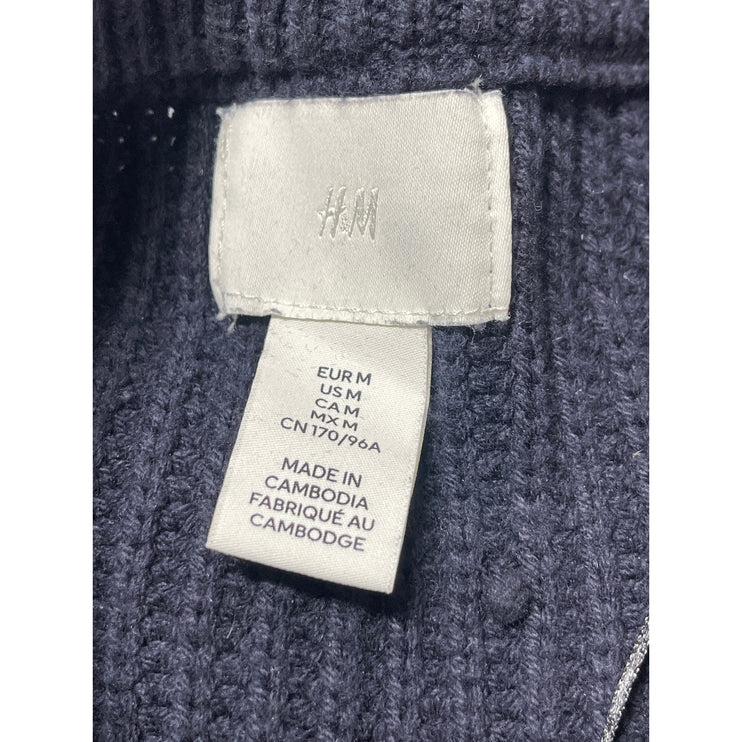 H&M
EUR M
US M
CA M
MX M
CN 170/96A
MADE IN
CAMBODIA
FABRIQUÉ AU
CAMBODGE